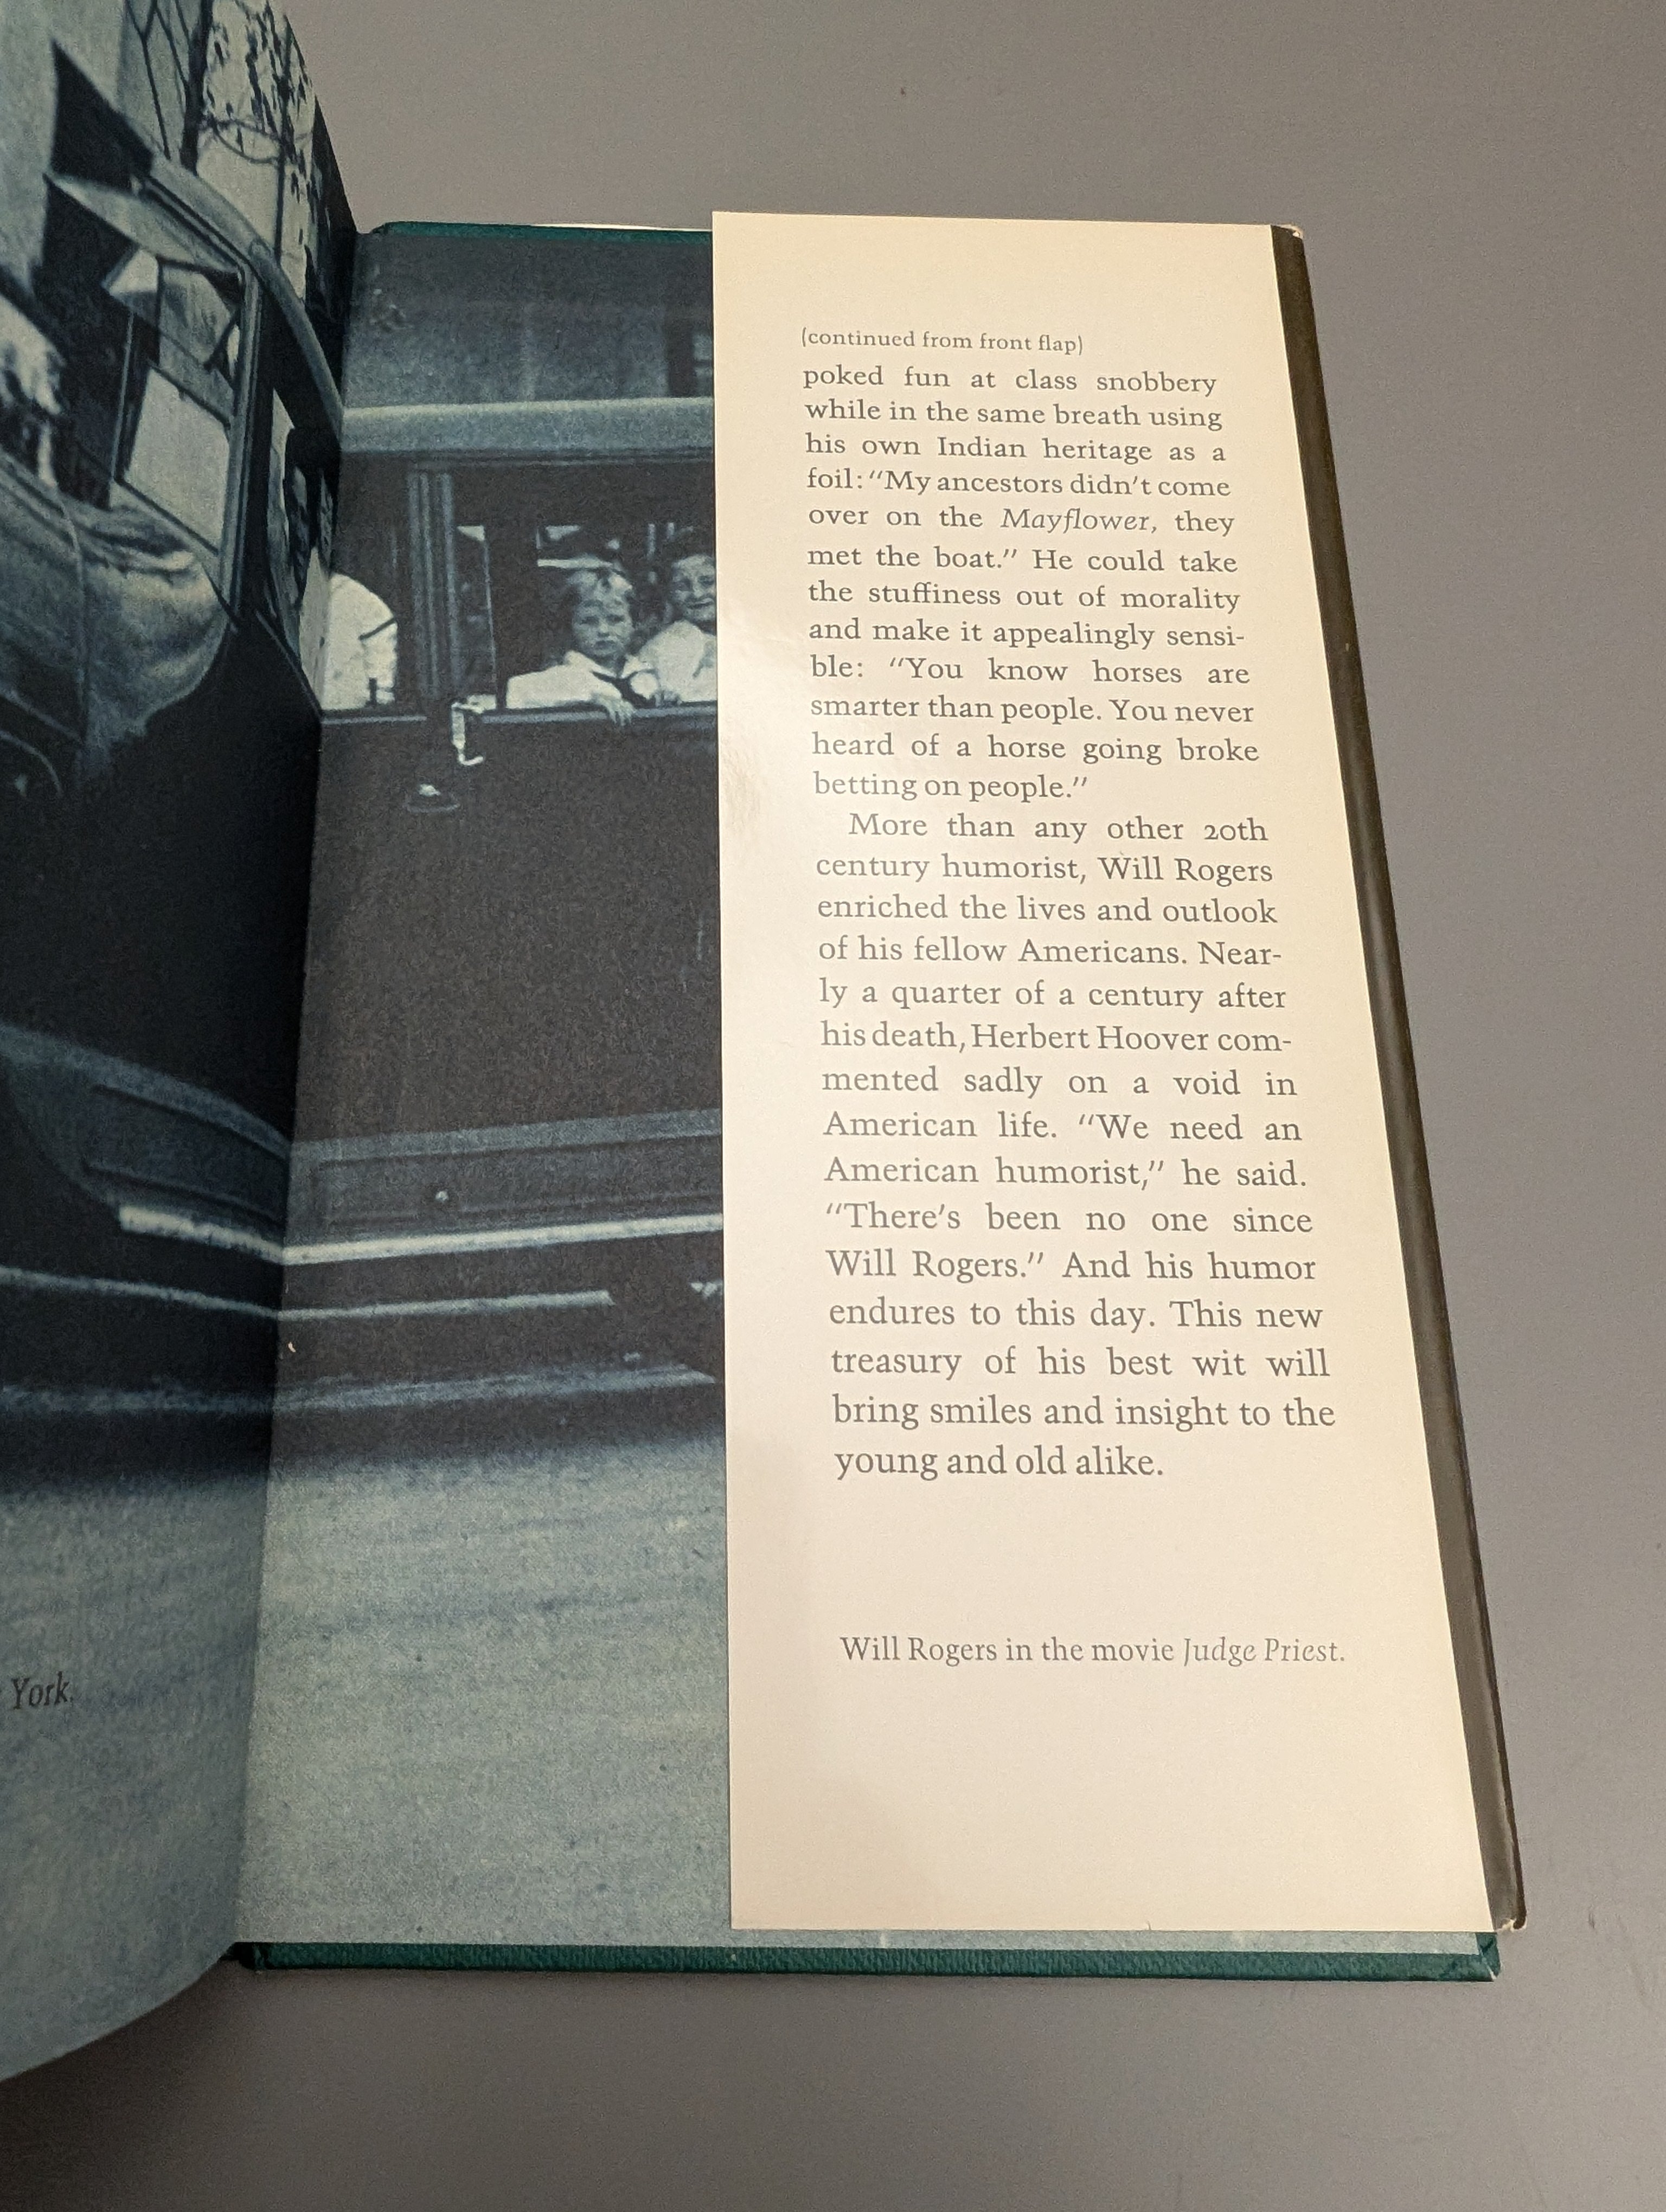 York.
(continued from front flap)
poked fun at class snobbery
while in the same breath using
his own Indian heritage as a
foil: “My ancestors didn’t come
over on the Mayflower, they
met the boat.” He could take
the stuffiness out of morality
and make it appealingly sensi-
ble: “You know horses are
smarter than people. You never
heard of a horse going broke
betting on people.”
More than any other 20th
century humorist, Will Rogers
enriched the lives and outlook
of his fellow Americans. Near-
ly a quarter of a century after
his death, Herbert Hoover com-
mented sadly on a void in
American life. “We need an
American humorist,” he said.
“There’s been no one since
Will Rogers.” And his humor
endures to this day. This new
treasury of his best wit will
bring smiles and insight to the
young and old alike.
Will Rogers in the movie Judge Priest.